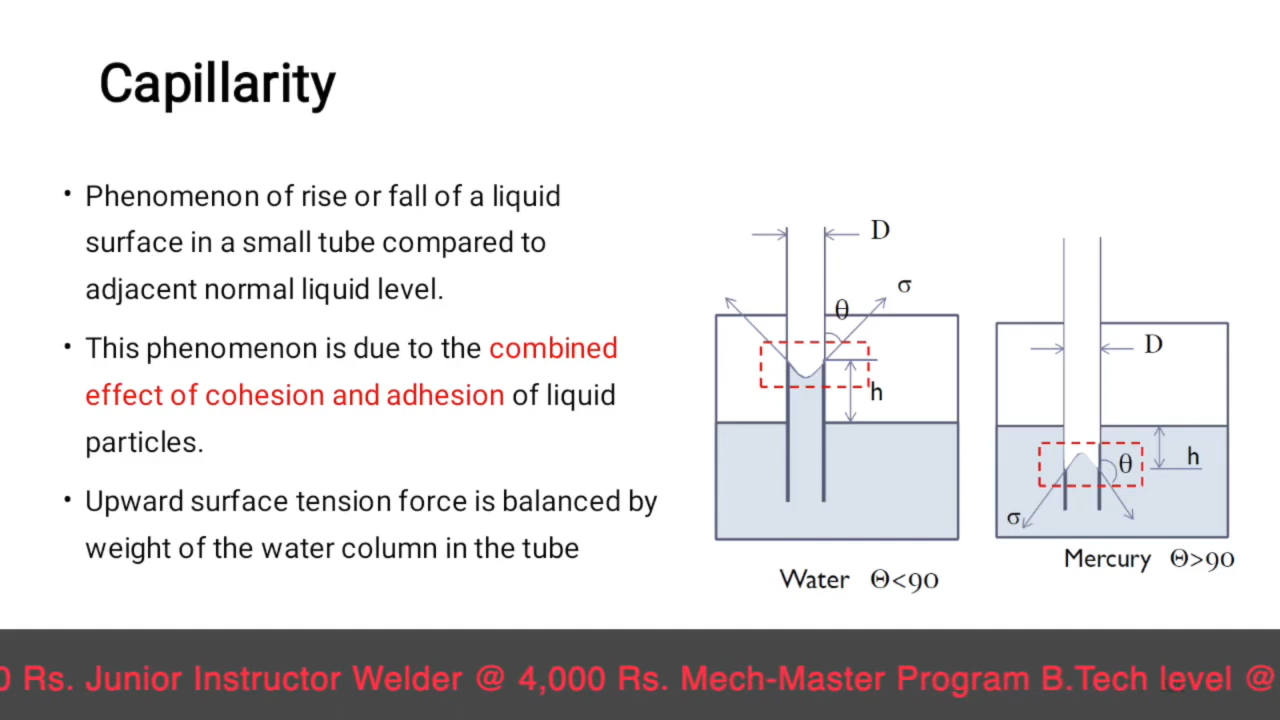 Capillarity
• Phenomenon of rise or fall of a liquid
surface in a small tube compared to
adjacent normal liquid level.
• This phenomenon is due to the combined
effect of cohesion and adhesion of liquid
particles.
• Upward surface tension force is balanced by
weight of the water column in the tube
D
σ
θ
h
Water Θ<90
D
h
θ
σ
Mercury Θ>90
0 Rs. Junior Instructor Welder @ 4,000 Rs. Mech-Master Program B.Tech level @